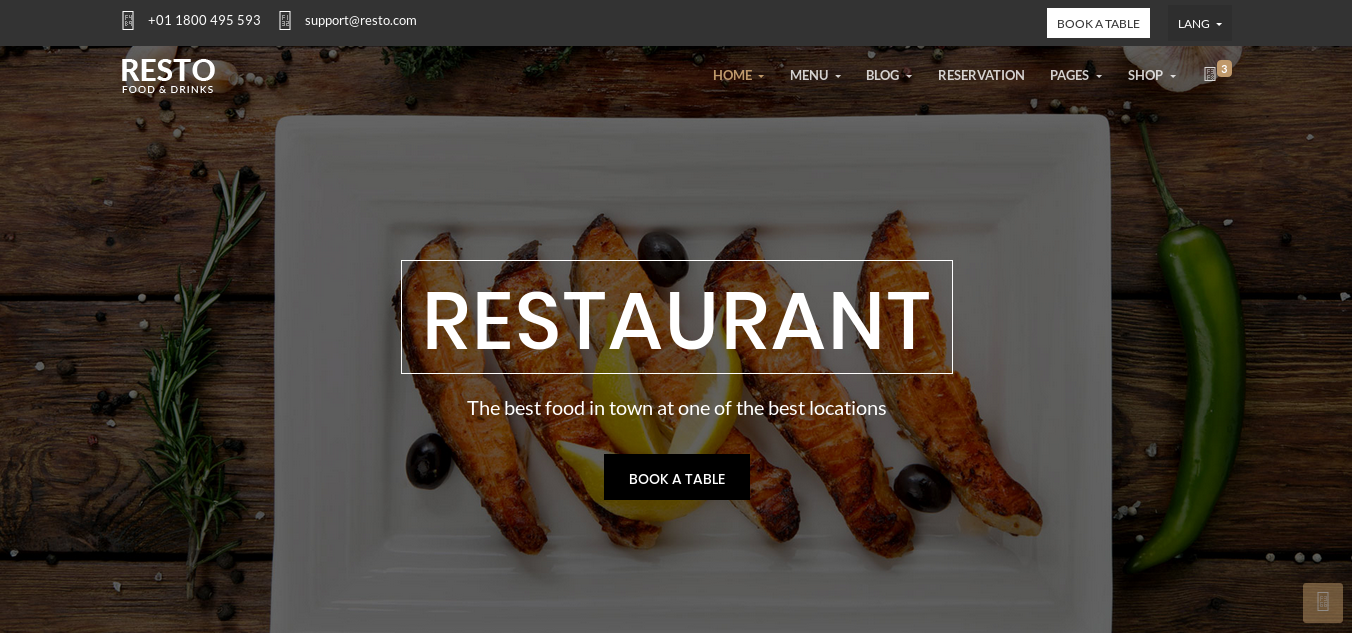 +01 1800 495 593 support@resto.com BOOK A TABLE LANG
RESTO
FOOD & DRINKS
HOME MENU BLOG RESERVATION PAGES SHOP 3
RESTAURANT
The best food in town at one of the best locations
BOOK A TABLE